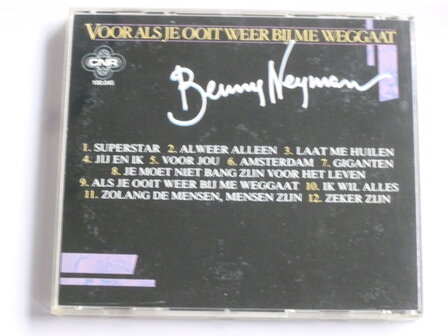 VOOR ALS JE OOIT WEER BIJ ME WEGGAAT
CNR
Benny Neyman
1. SUPERSTAR 2. ALWEER ALLEEN 3. LAAT ME HUILEN
4. JIJ EN IK 5. VOOR JOU 6. AMSTERDAM 7. GIGANTEN
8. JE MOET NIET BANG ZIJN VOOR HET LEVEN
9. ALS JE OOIT WEER BIJ ME WEGGAAT 10. IK WIL ALLES
11. ZOLANG DE MENSEN, MENSEN ZIJN 12. ZEKER ZIJN